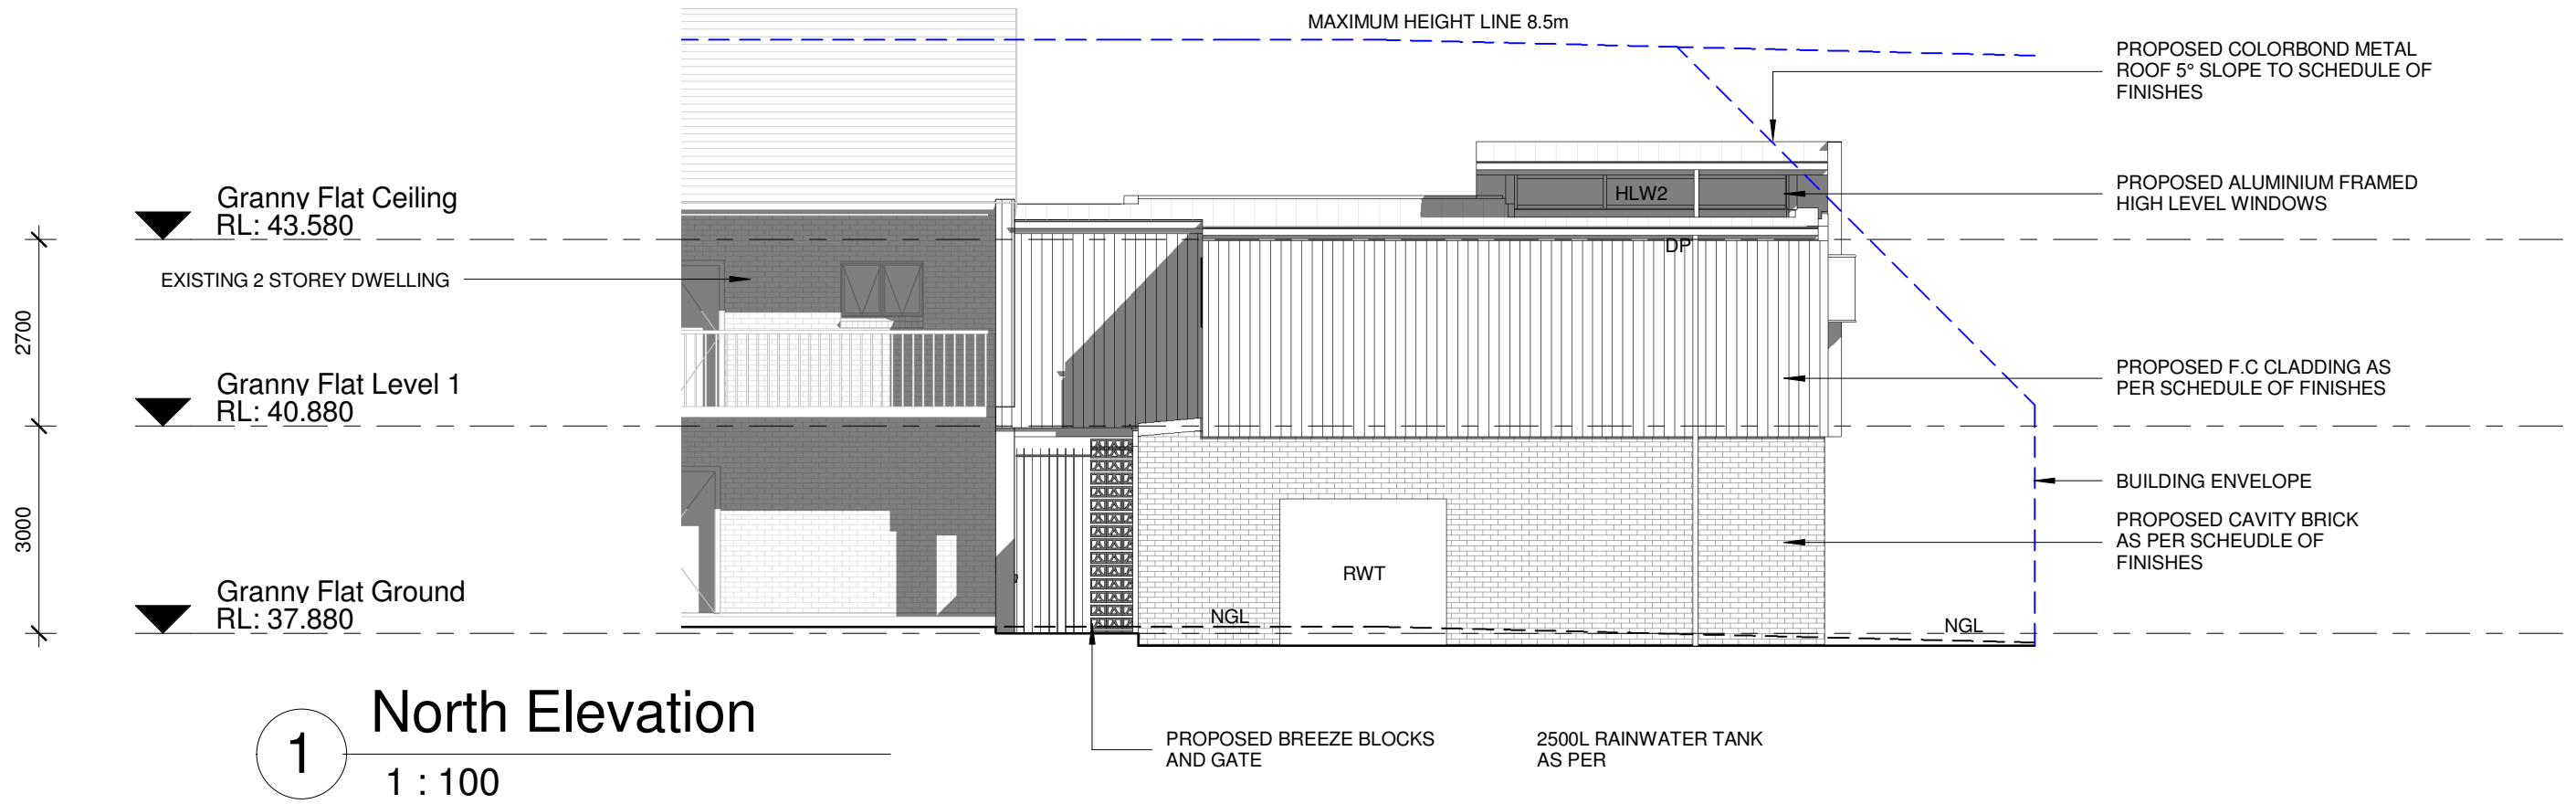 MAXIMUM HEIGHT LINE 8.5m
PROPOSED COLORBOND METAL
ROOF 5° SLOPE TO SCHEDULE OF
FINISHES
Granny Flat Ceiling
RL: 43.580
HLW2
PROPOSED ALUMINIUM FRAMED
HIGH LEVEL WINDOWS
DP
EXISTING 2 STOREY DWELLING
2700
Granny Flat Level 1
RL: 40.880
PROPOSED F.C CLADDING AS
PER SCHEDULE OF FINISHES
BUILDING ENVELOPE
3000
PROPOSED CAVITY BRICK
AS PER SCHEUDLE OF
FINISHES
RWT
Granny Flat Ground
RL: 37.880
NGL
NGL
1
North Elevation
1 : 100
PROPOSED BREEZE BLOCKS
AND GATE
2500L RAINWATER TANK
AS PER